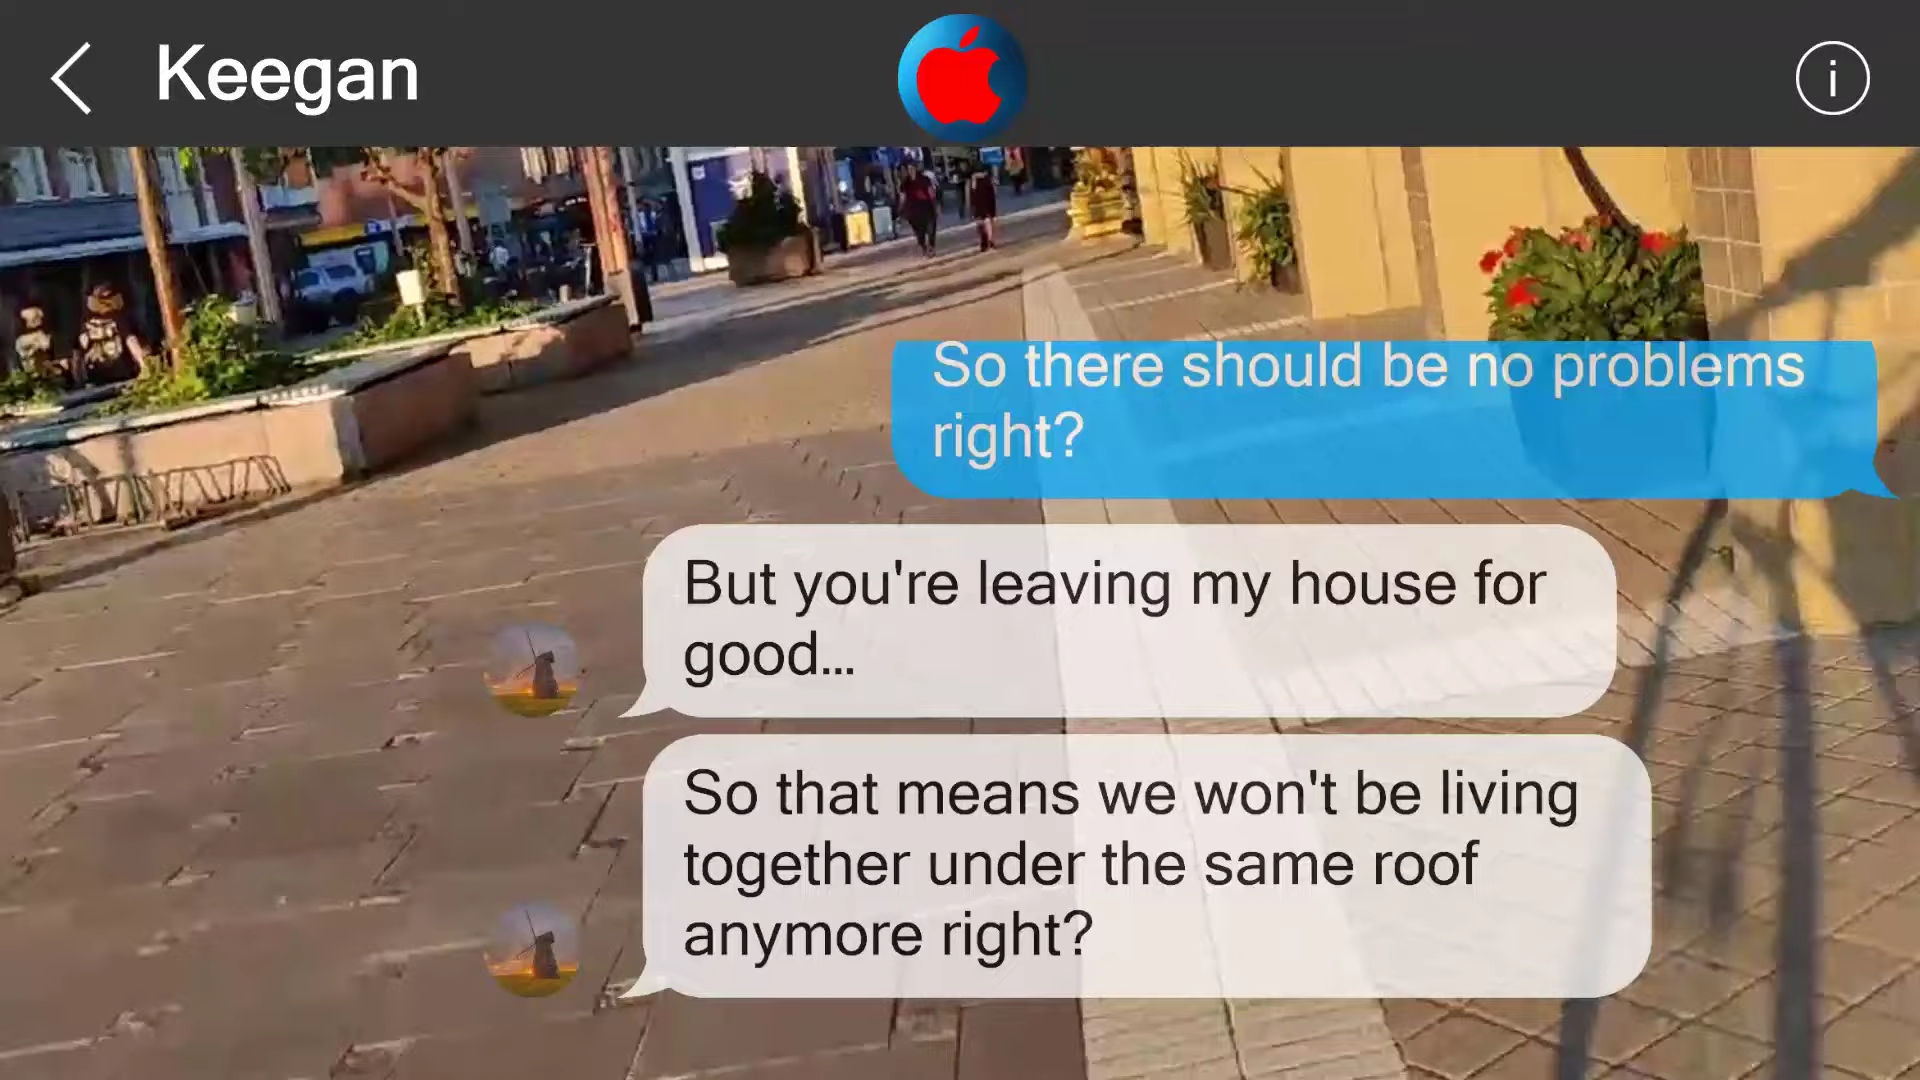 Keegan
i
So there should be no problems
right?
But you're leaving my house for
good...
So that means we won't be living
together under the same roof
anymore right?